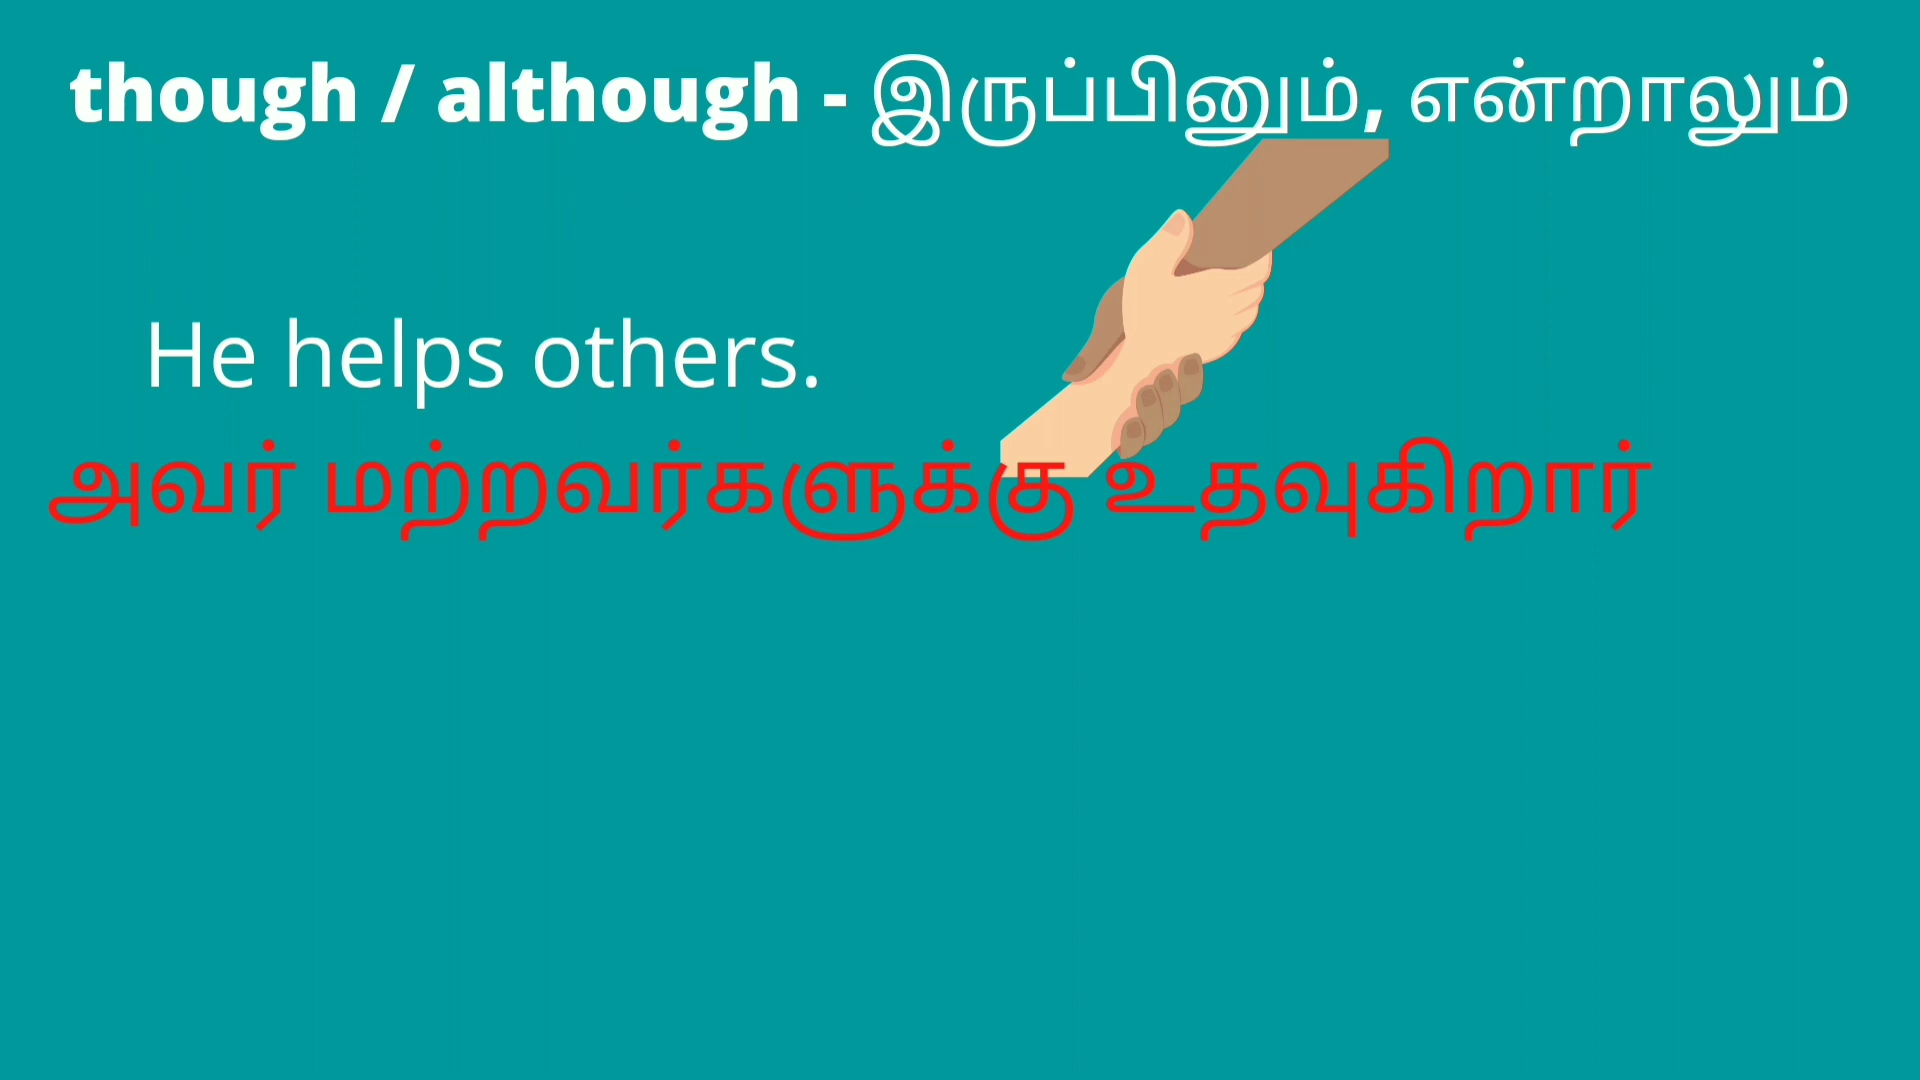 though / although - இருப்பினும், என்றாலும்
He helps others.
அவர் மற்றவர்களுக்கு உதவுகிறார்